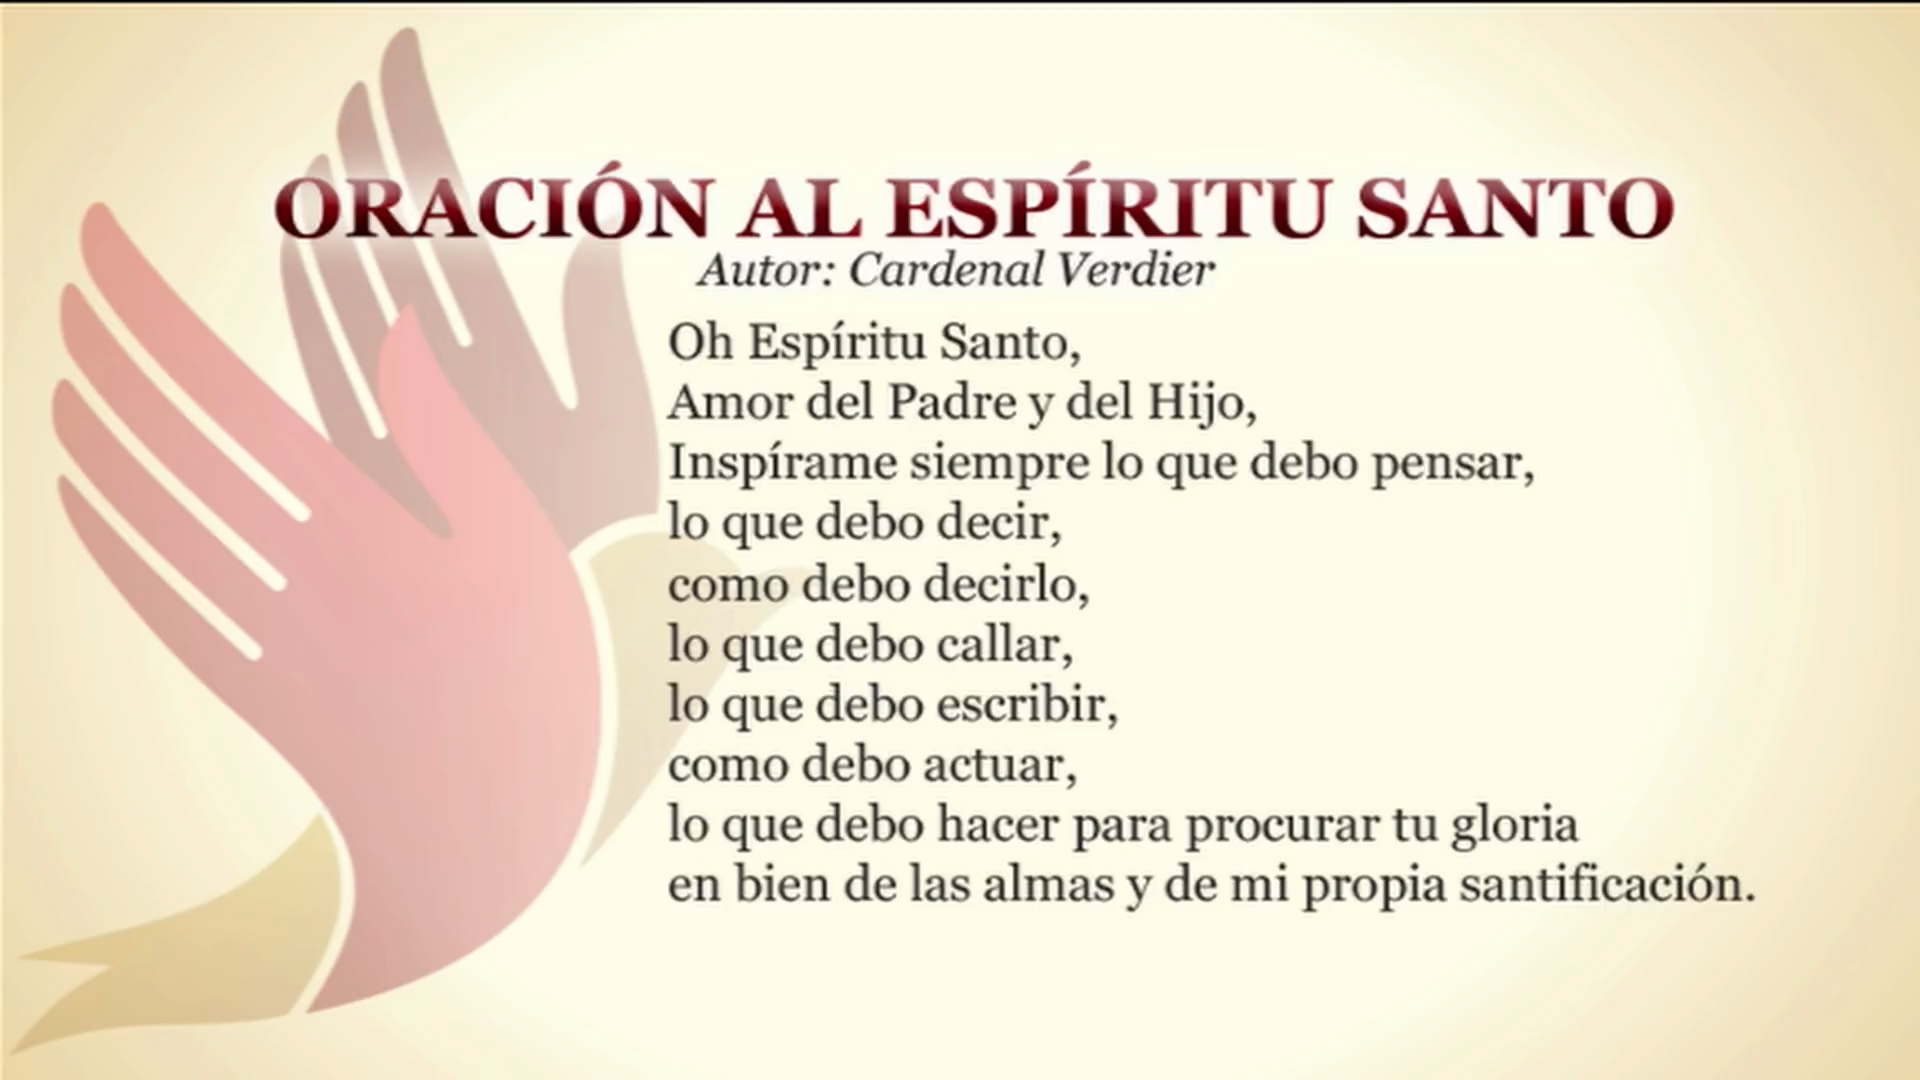 ORACIÓN AL ESPÍRITU SANTO
Autor: Cardenal Verdier
Oh Espíritu Santo,
Amor del Padre y del Hijo,
Inspírame siempre lo que debo pensar,
lo que debo decir,
como debo decirlo,
lo que debo callar,
lo que debo escribir,
como debo actuar,
lo que debo hacer para procurar tu gloria
en bien de las almas y de mi propia santificación.